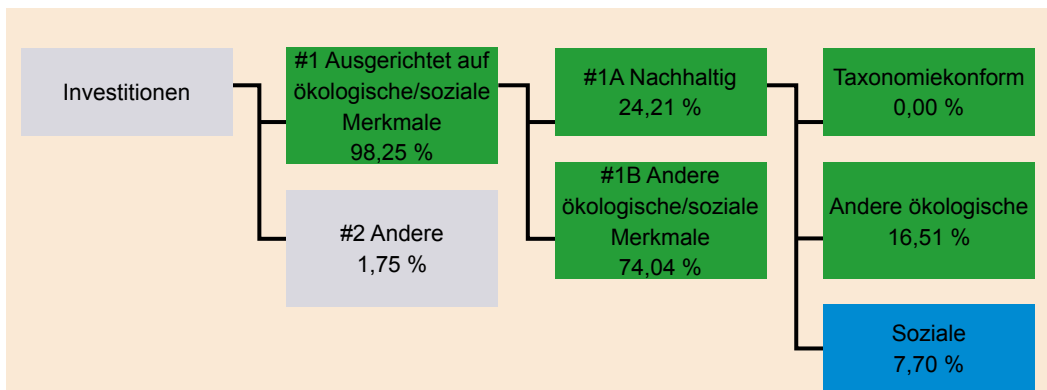 Investitionen
#1 Ausgerichtet auf
ökologische/soziale
Merkmale
98,25 %
#2 Andere
1,75 %
#1A Nachhaltig
24,21 %
#1B Andere
ökologische/soziale
Merkmale
74,04 %
Taxonomiekonform
0,00 %
Andere ökologische
16,51 %
Soziale
7,70 %